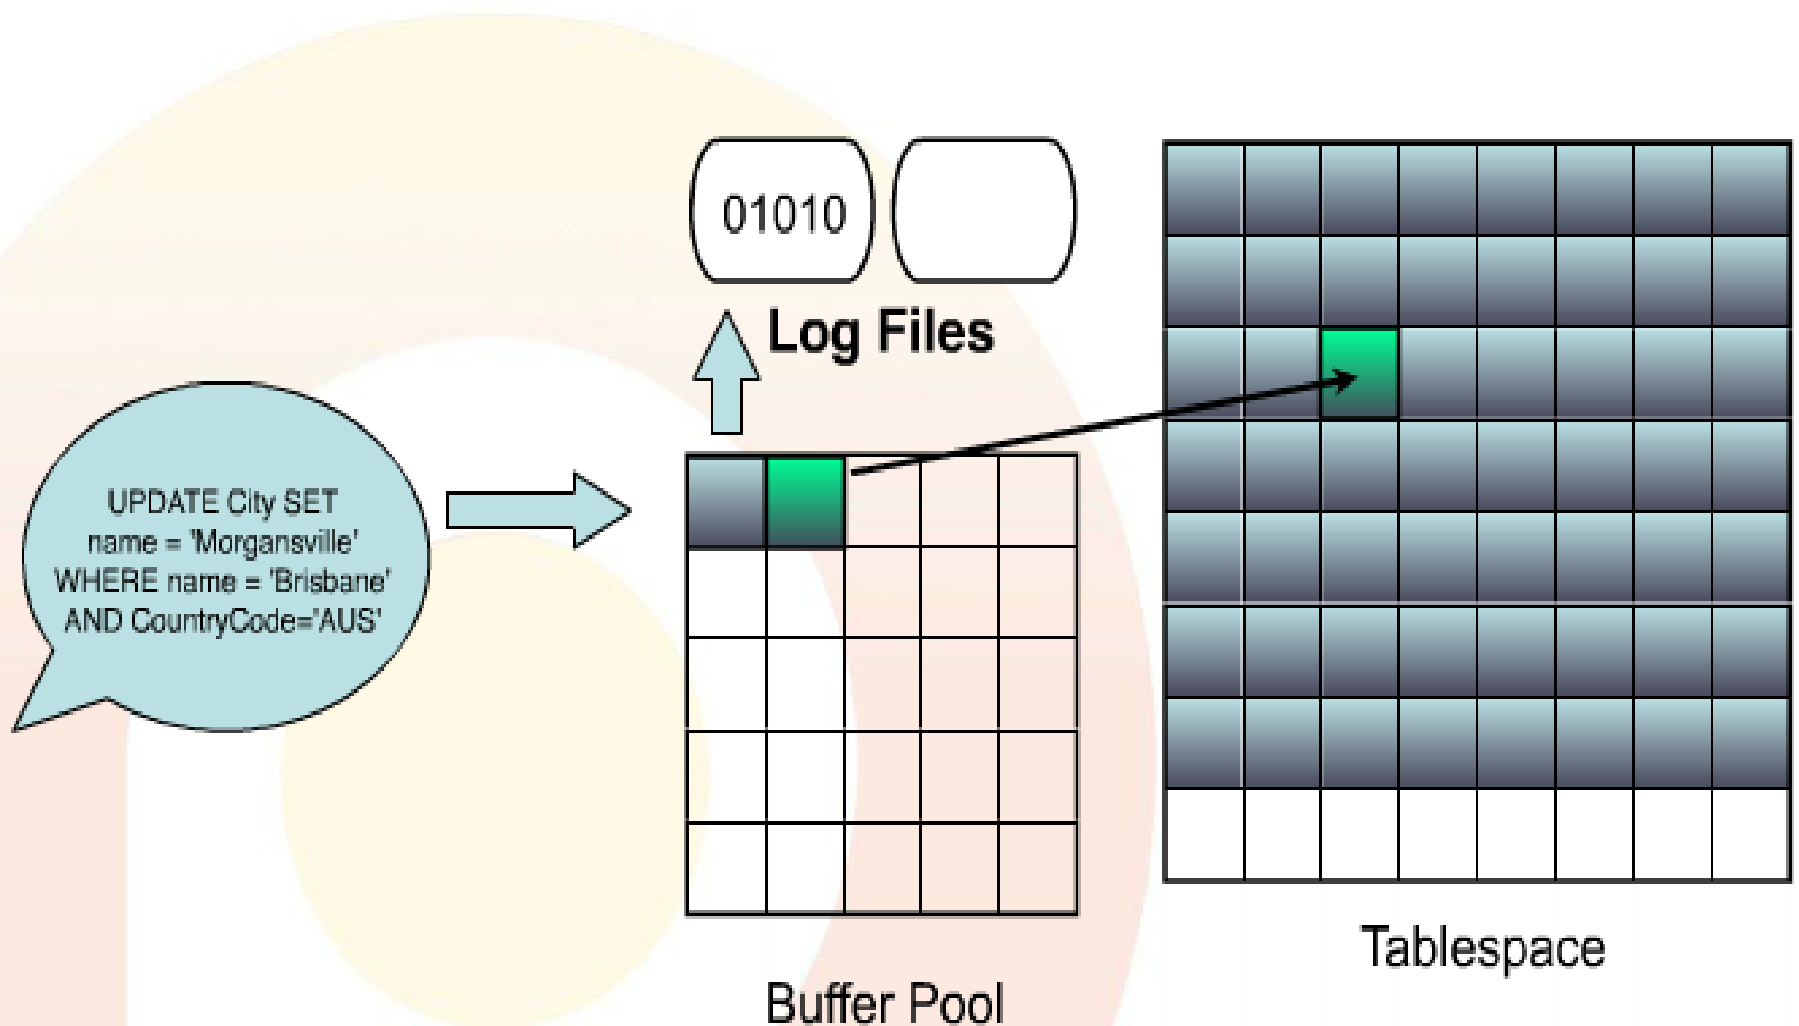 01010
Log Files
UPDATE City SET
name = 'Morgansville'
WHERE name = 'Brisbane'
AND CountryCode='AUS'
Tablespace
Buffer Pool